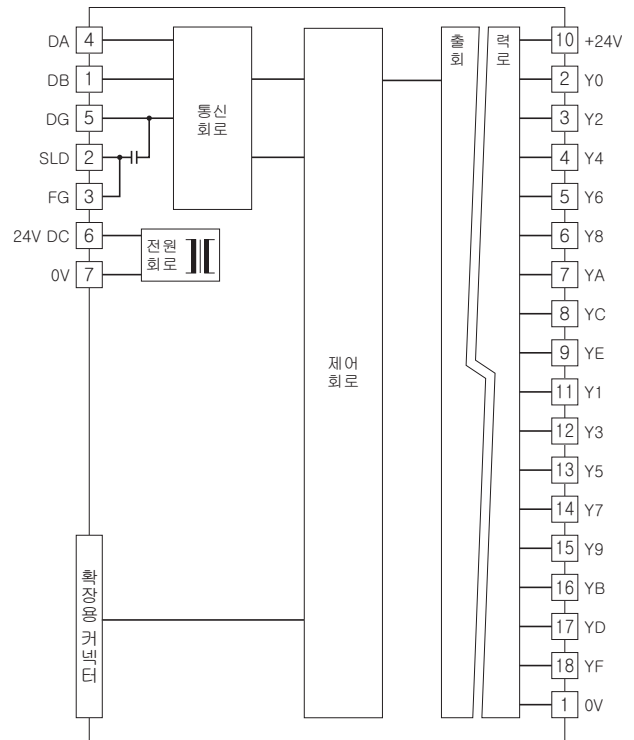 DA 4
DB 1
DG 5
SLD 2
FG 3
24V DC 6
0V 7
통신
회로
전원
회로
제어
회로
확장용 커넥터
출 력
회 로
10 +24V
2 Y0
3 Y2
4 Y4
5 Y6
6 Y8
7 YA
8 YC
9 YE
11 Y1
12 Y3
13 Y5
14 Y7
15 Y9
16 YB
17 YD
18 YF
1 0V